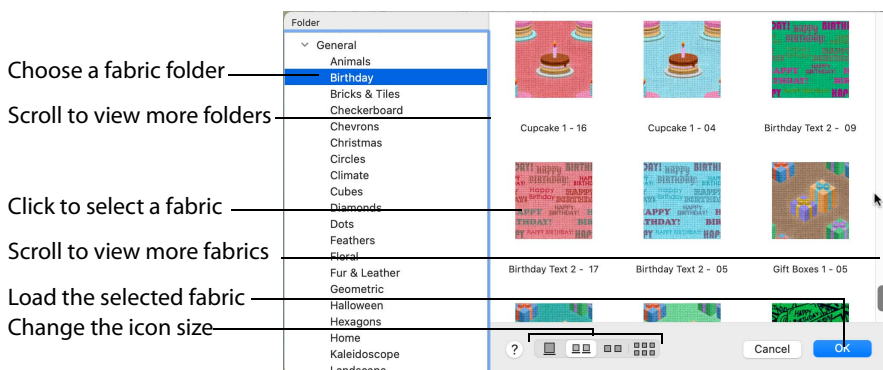 Choose a fabric folder
Scroll to view more folders
Click to select a fabric
Scroll to view more fabrics
Load the selected fabric
Change the icon size
Folder
General
Animals
Birthday
Bricks & Tiles
Checkerboard
Chevrons
Christmas
Circles
Climate
Cubes
Diamonds
Dots
Feathers
Floral
Fur & Leather
Geometric
Halloween
Hexagons
Home
Kaleidoscope
Landscape
Cupcake 1 - 16
Cupcake 1 - 04
Birthday Text 2 - 09
Birthday Text 2 - 17
Birthday Text 2 - 05
Gift Boxes 1 - 05
?
Cancel
OK